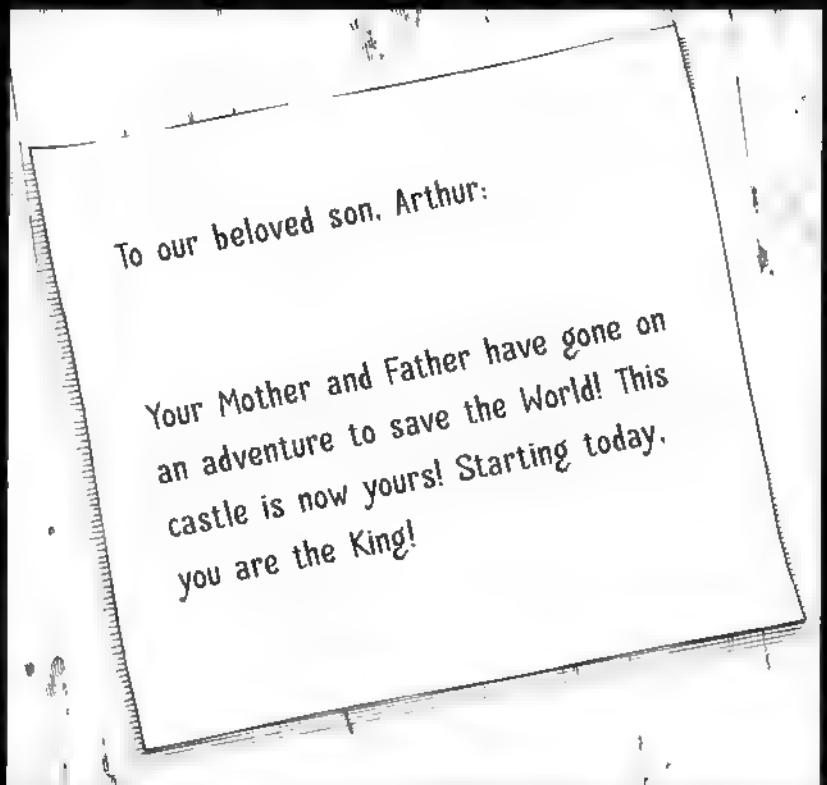 To our beloved son, Arthur:
Your Mother and Father have gone on
an adventure to save the World! This
castle is now yours! Starting today,
you are the King!